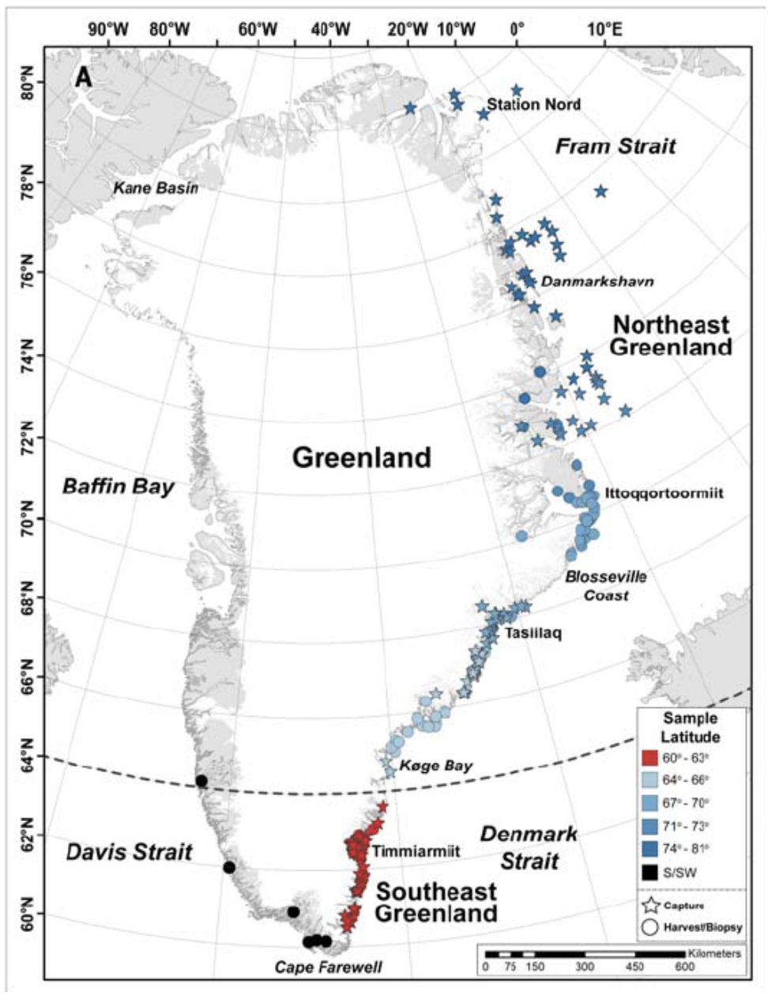 90°W 80°W 60°W 40°W 20°W 10°W 0° 10°E
A
80°N
78°N
76°N
74°N
72°N
70°N
68°N
66°N
64°N
62°N
60°N
Station Nord
Fram Strait
Kane Basin
Danmarkshavn
Northeast
Greenland
Greenland
Baffin Bay
Ittoqqortoormiit
Blosseville
Coast
Tasiilaq
Køge Bay
Davis Strait
Timmiarmiit
Denmark
Strait
Southeast
Greenland
Cape Farewell
Sample
Latitude
60° - 63°
64° - 66°
67° - 70°
71° - 73°
74° - 81°
S/SW
Capture
Harvest/Biopsy
Kilometers
0 75 150 300 450 600